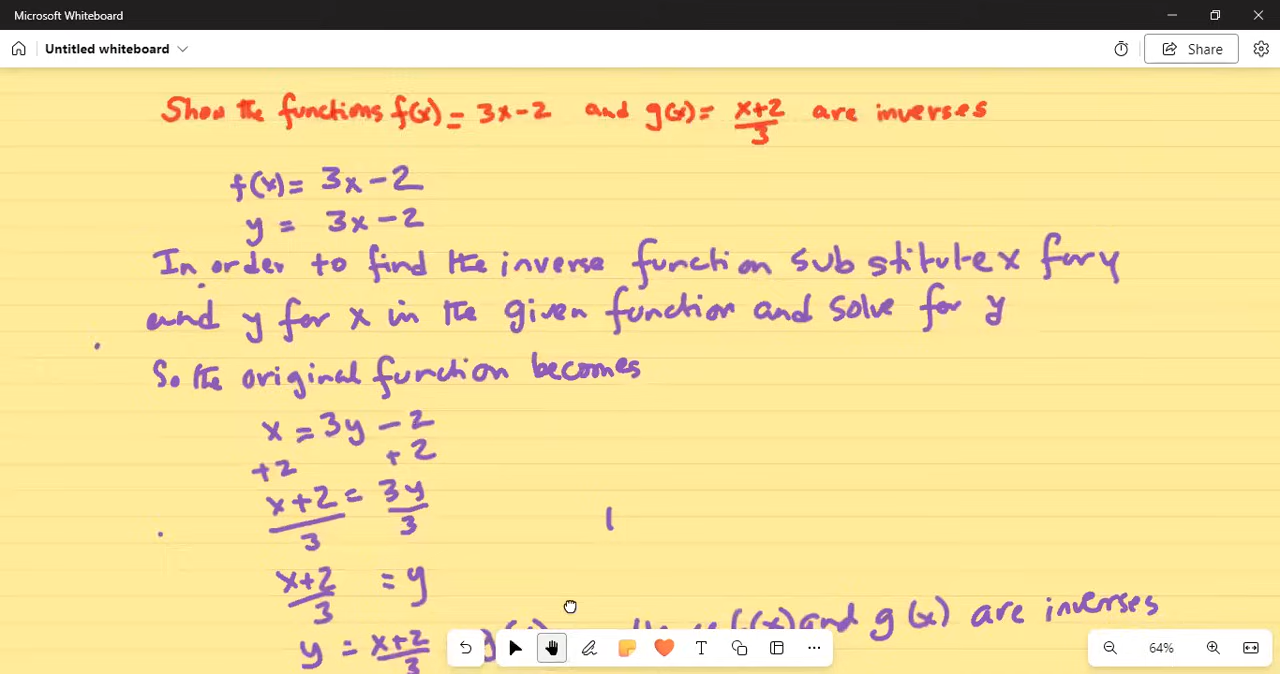 Microsoft Whiteboard
Untitled whiteboard
Share
Show the functions f(x) = 3x-2 and g(x) = x+2/3 are inverses
f(x) = 3x-2
y = 3x-2
In order to find the inverse function substitute x for y
and y for x in the given function and solve for y
So the original function becomes
x = 3y - 2
+2 +2
x+2/3 = 3y/3
x+2/3 = y
y = x+2/3 f(x) and g(x) are inverses
64%